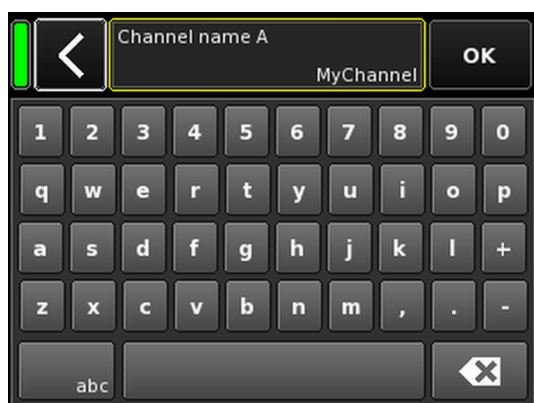 Channel name A
MyChannel
OK
1 2 3 4 5 6 7 8 9 0
q w e r t y u i o p
a s d f g h j k l +
z x c v b n m , . -
abc